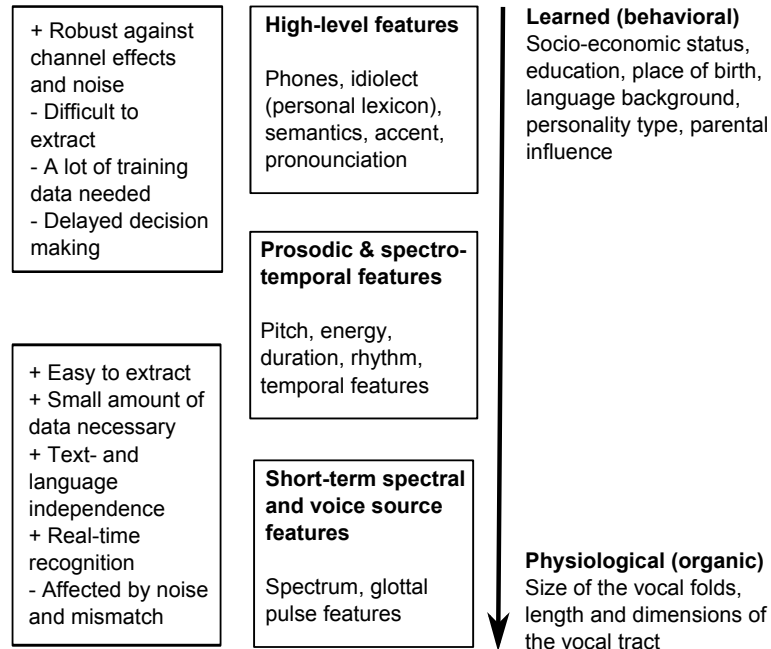 + Robust against
channel effects
and noise
- Difficult to
extract
- A lot of training
data needed
- Delayed decision
making
+ Easy to extract
+ Small amount of
data necessary
+ Text- and
language
independence
+ Real-time
recognition
- Affected by noise
and mismatch
High-level features
Phones, idiolect
(personal lexicon),
semantics, accent,
pronounciation
Prosodic & spectro-
temporal features
Pitch, energy,
duration, rhythm,
temporal features
Short-term spectral
and voice source
features
Spectrum, glottal
pulse features
Learned (behavioral)
Socio-economic status,
education, place of birth,
language background,
personality type, parental
influence
Physiological (organic)
Size of the vocal folds,
length and dimensions of
the vocal tract